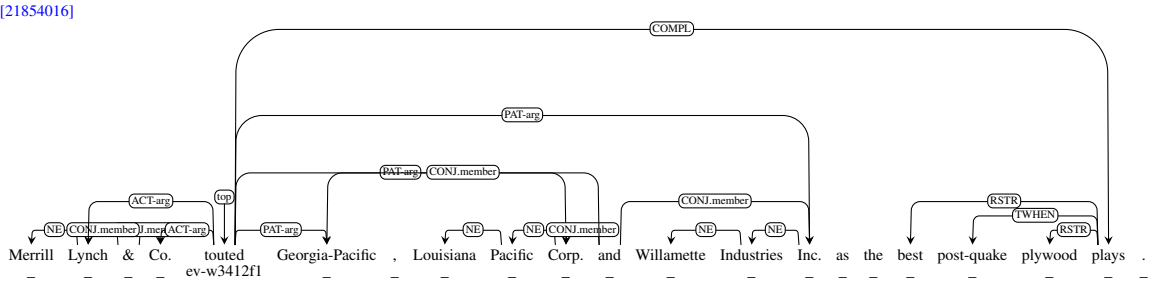 [21854016]
COMPL
PAT-arg
PAT-arg CONJ.member
ACT-arg top CONJ.member RSTR
TWHEN
NE CONJ.member ACT-arg PAT-arg NE NE CONJ.member NE NE RSTR
Merrill Lynch & Co. touted Georgia-Pacific , Louisiana Pacific Corp. and Willamette Industries Inc. as the best post-quake plywood plays .
_ _ _ _ ev-w3412f1 _ _ _ _ _ _ _ _ _ _ _ _ _ _ _ _